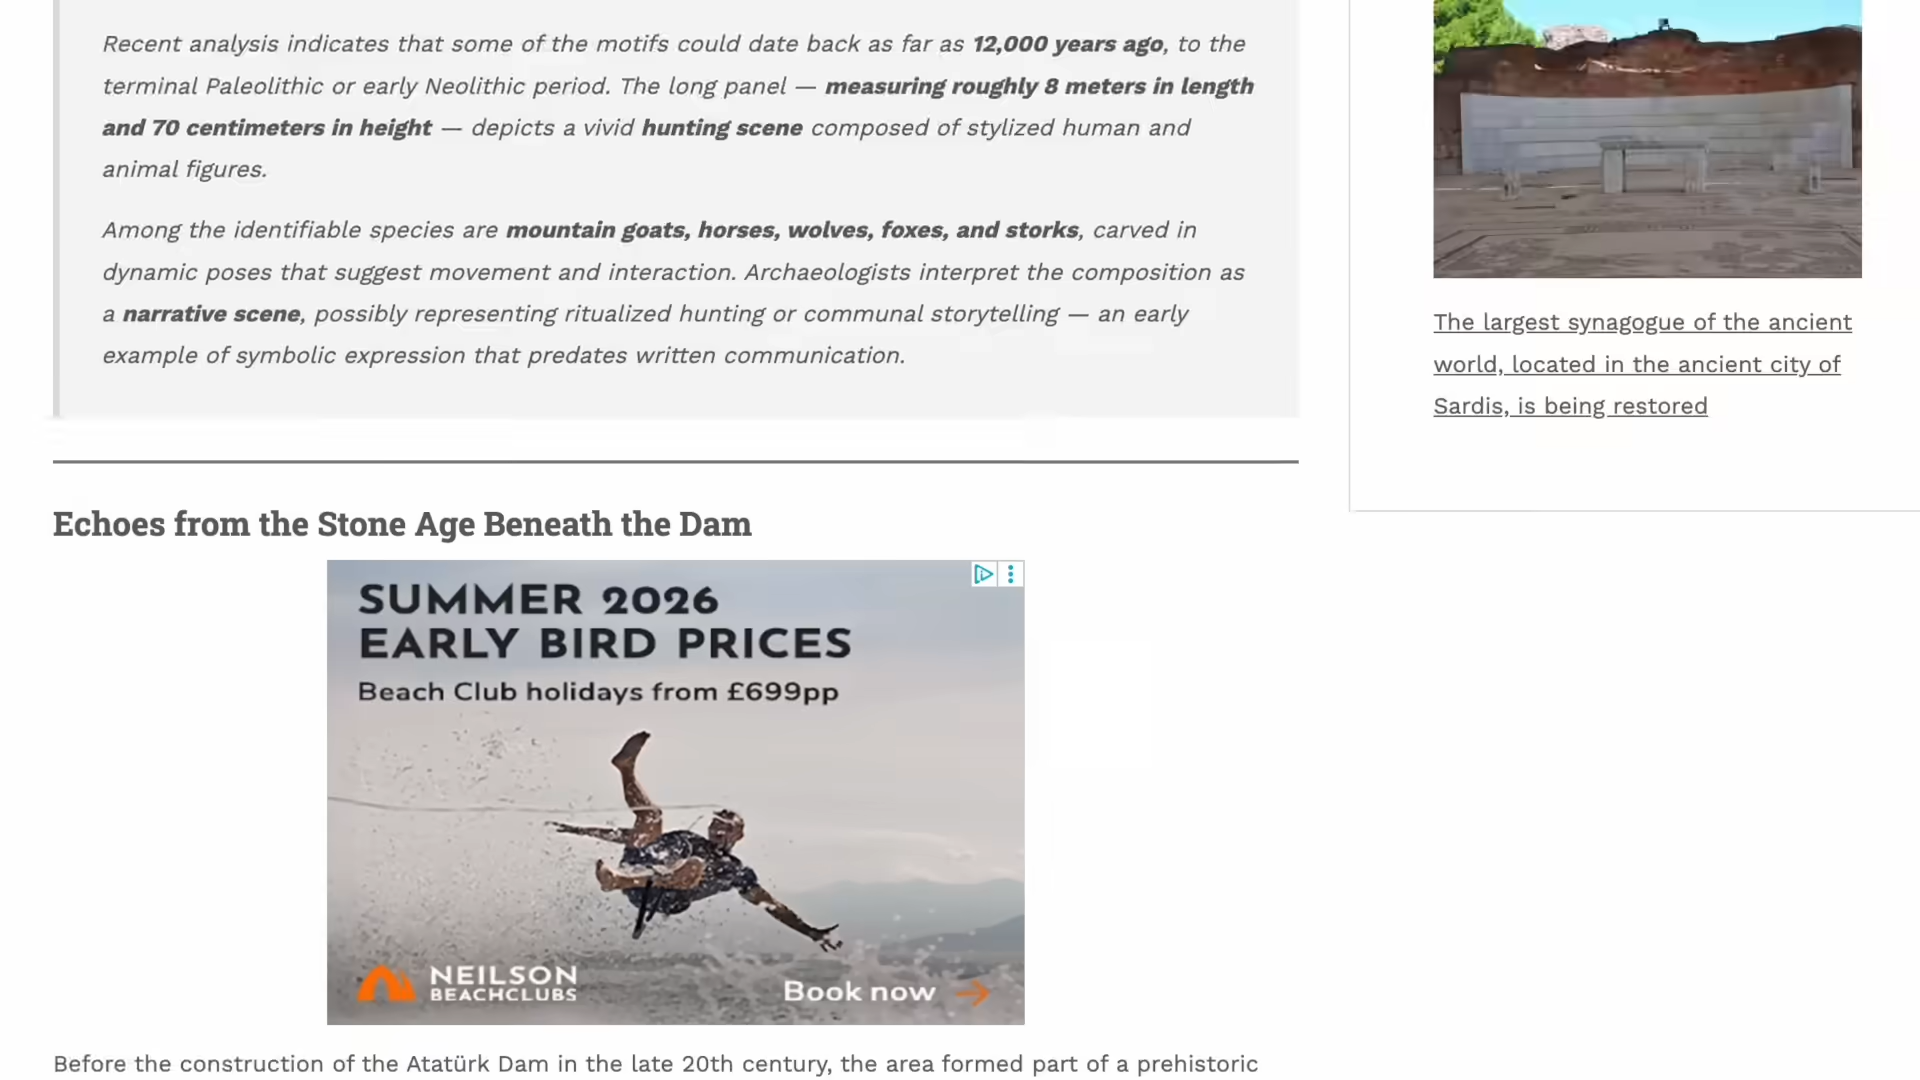 Recent analysis indicates that some of the motifs could date back as far as 12,000 years ago, to the
terminal Paleolithic or early Neolithic period. The long panel — measuring roughly 8 meters in length
and 70 centimeters in height — depicts a vivid hunting scene composed of stylized human and
animal figures.
Among the identifiable species are mountain goats, horses, wolves, foxes, and storks, carved in
dynamic poses that suggest movement and interaction. Archaeologists interpret the composition as
a narrative scene, possibly representing ritualized hunting or communal storytelling — an early
example of symbolic expression that predates written communication.
The largest synagogue of the ancient
world, located in the ancient city of
Sardis, is being restored
Echoes from the Stone Age Beneath the Dam
SUMMER 2026
EARLY BIRD PRICES
Beach Club holidays from £699pp
NEILSON
BEACHCLUBS
Book now
Before the construction of the Atatürk Dam in the late 20th century, the area formed part of a prehistoric